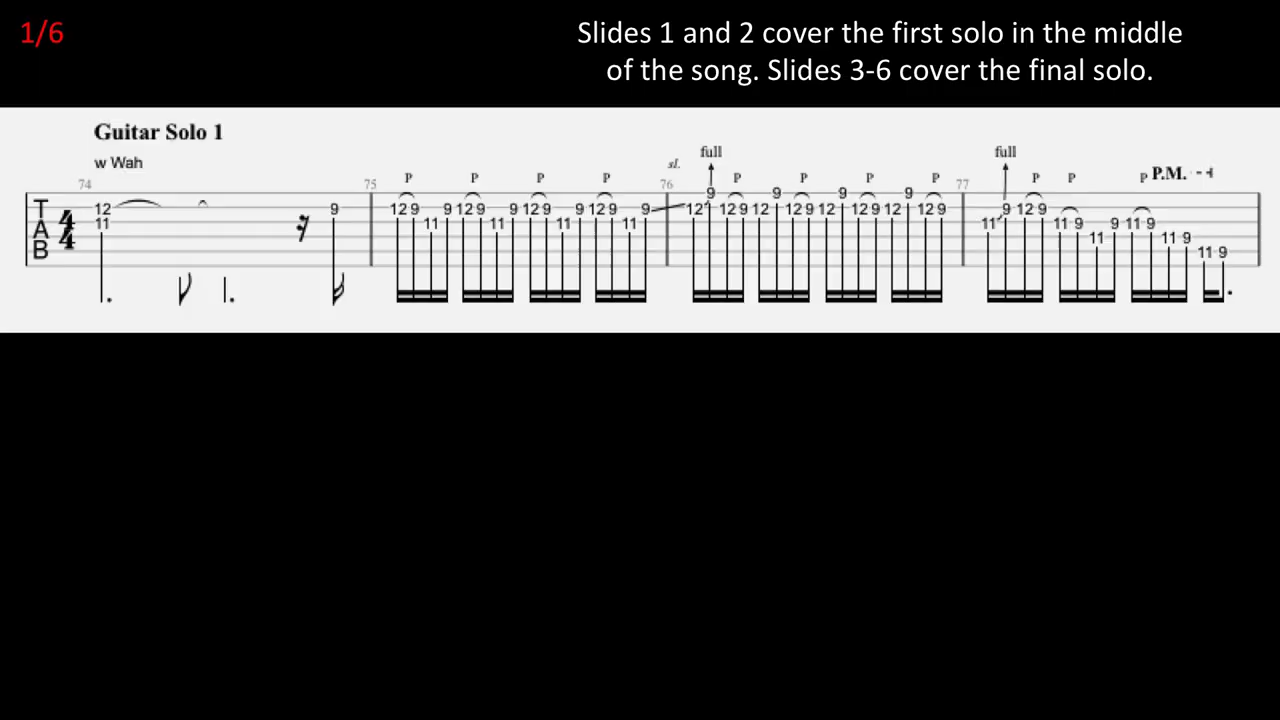 1/6
Slides 1 and 2 cover the first solo in the middle
of the song. Slides 3-6 cover the final solo.
Guitar Solo 1
w Wah
full full
sl.
P P P P P P P P P P P P.M.
74 75 76 77
T
A
B
4
4
9 9 9 9 9
12 9 12 9 9 12 9 9 12 9 9 12 9 9 12 12 9 12 12 9 12 12 9 12 12 9 9 12 9
11 11 11 11 11 11 11 9 9 11 9
11 11 9
11 9